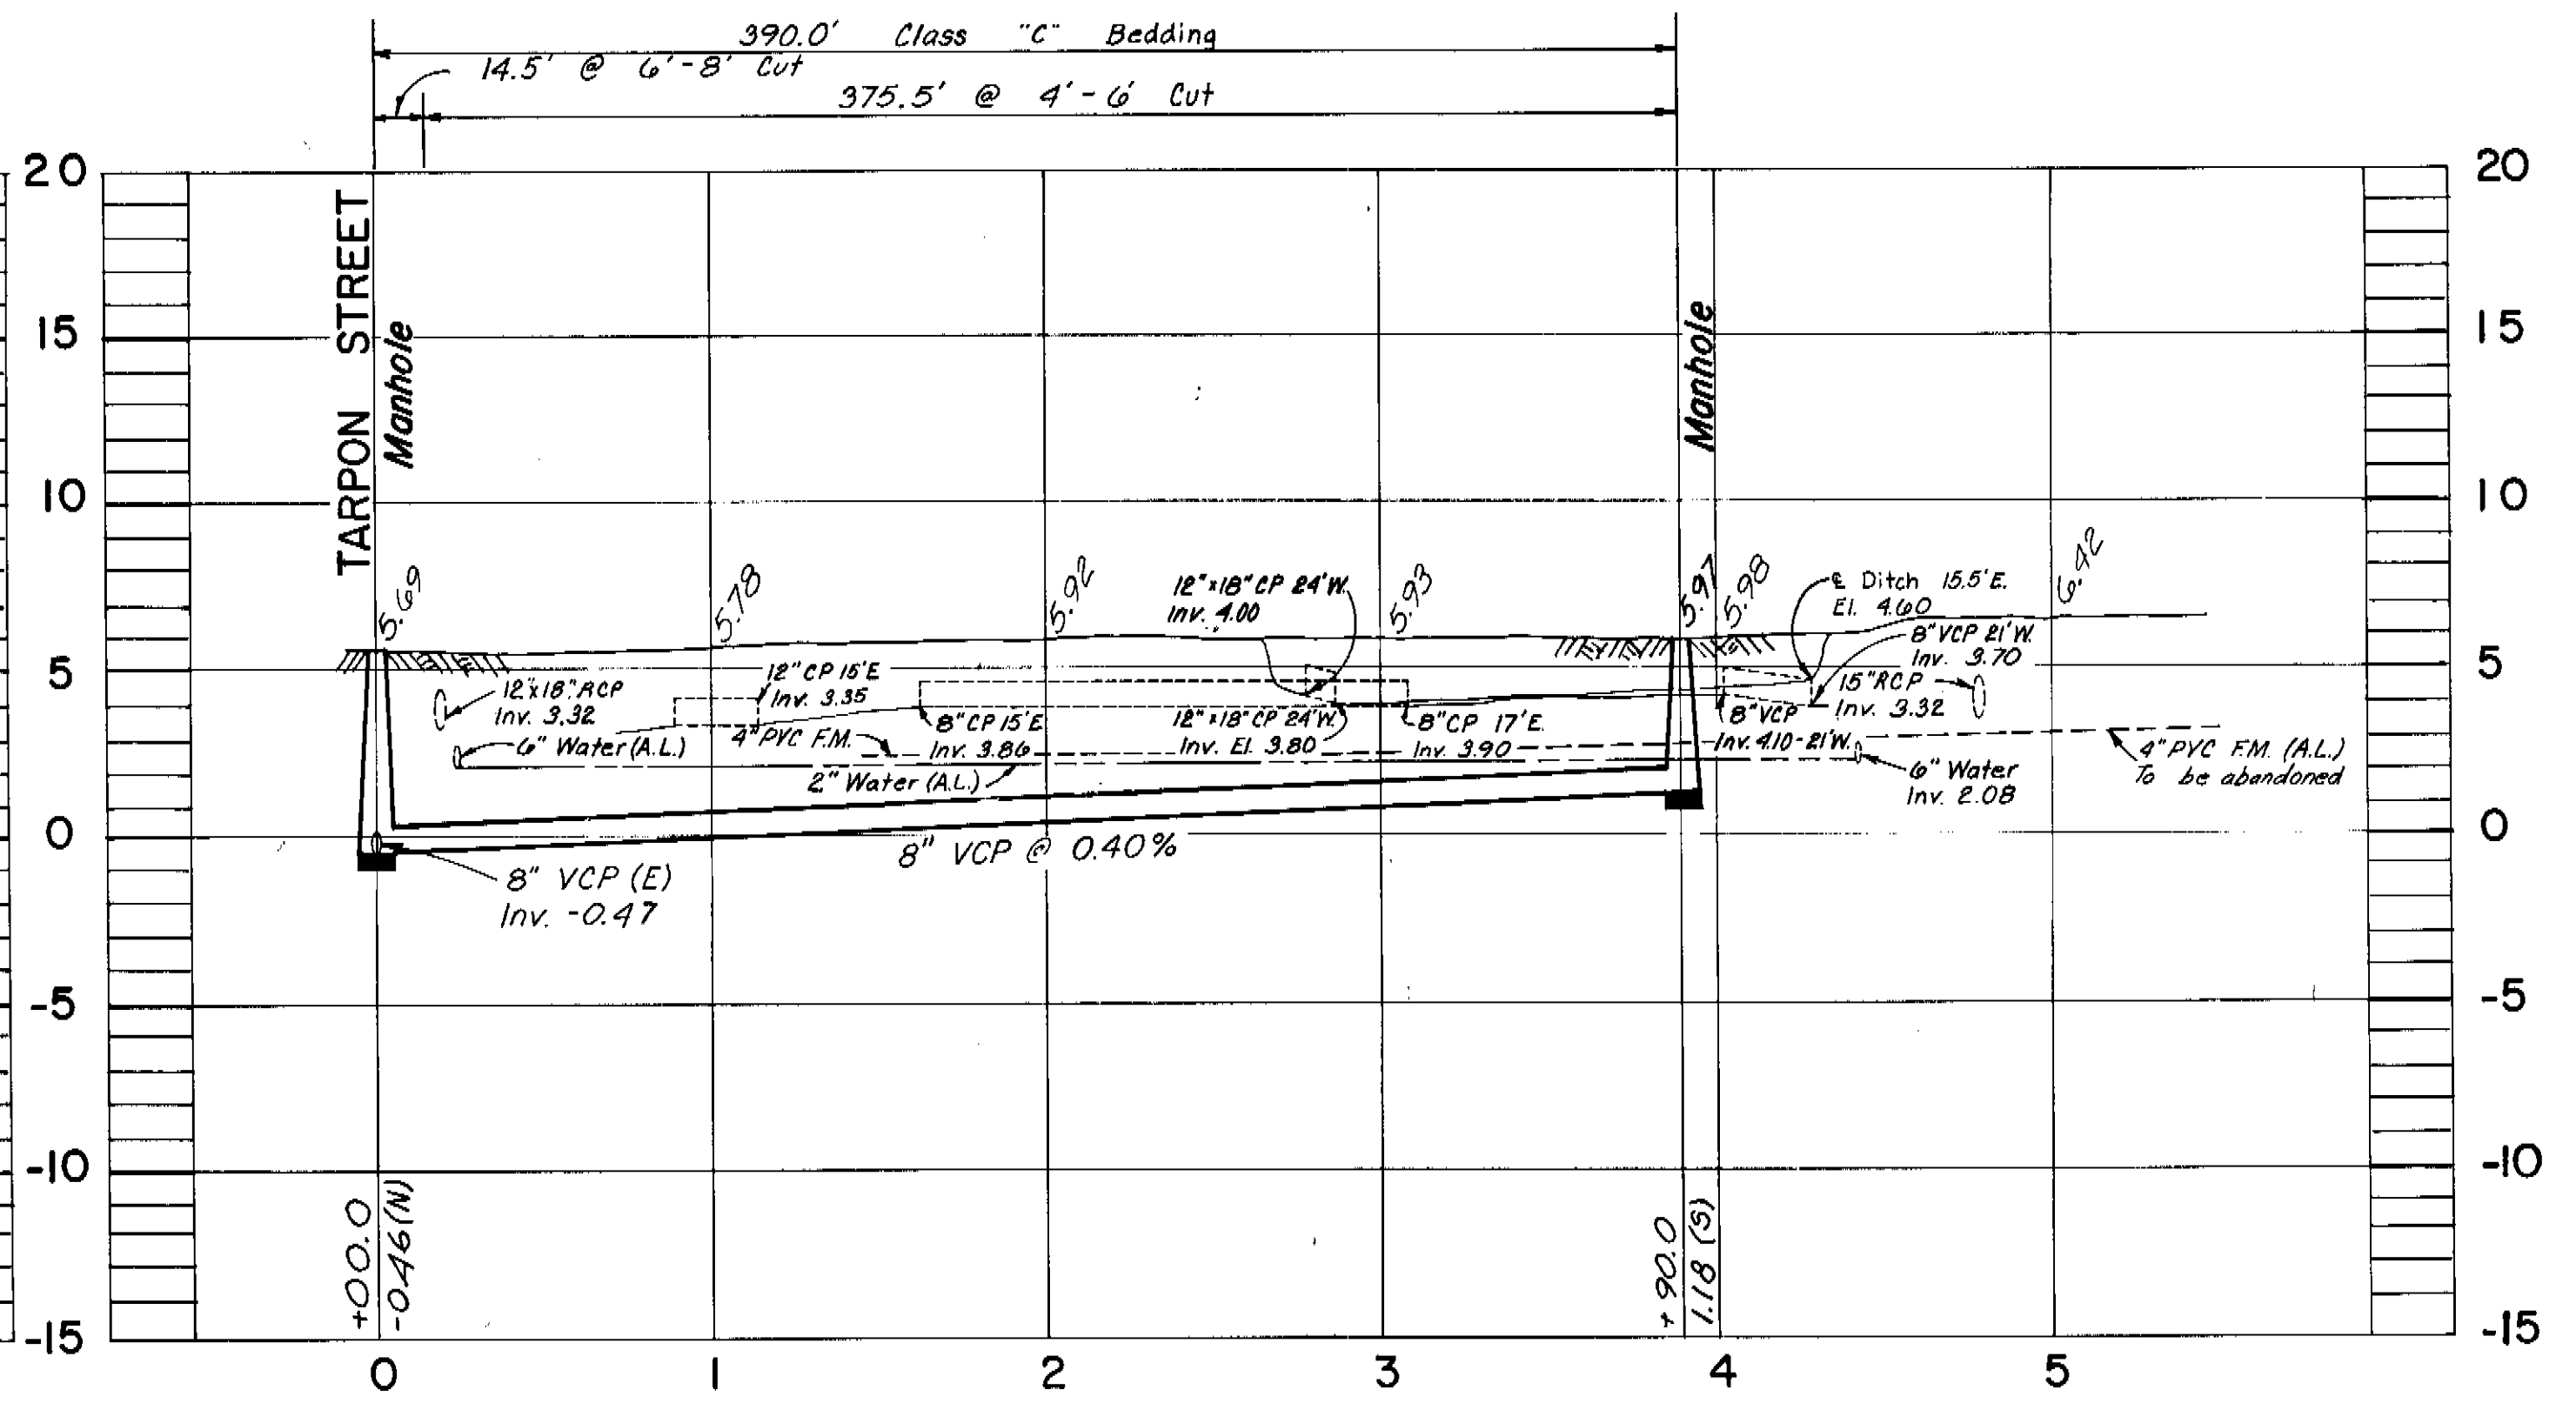 390.0' Class "C" Bedding
14.5' @ 6'-8' Cut
375.5' @ 4'-6' Cut
20
20
15
15
10
10
5
5
0
0
-5
-5
-10
-10
-15
-15
TARPON STREET
Manhole
Manhole
5.69
5.78
5.92
5.93
5.97
5.98
6.42
12"x18" CP 24'W.
Inv. 4.00
℄ Ditch 15.5'E.
El. 4.60
8"VCP 21'W.
Inv. 3.70
12"x18" RCP
Inv. 3.32
12" CP 15'E
Inv. 3.35
8"CP 15'E
Inv. 3.86
12"x18"CP 24'W.
Inv. El. 3.80
8"CP 17'E.
Inv. 3.90
8"VCP
Inv. 4.10-21'W.
15"RCP
Inv. 3.32
6" Water (A.L.)
4"PVC F.M.
2" Water (A.L.)
6" Water
Inv. 2.08
4"PVC F.M. (A.L.)
To be abandoned
8" VCP @ 0.40%
8" VCP (E)
Inv. -0.47
+00.0
-0.46(N)
+90.0
1.18 (S)
0 1 2 3 4 5